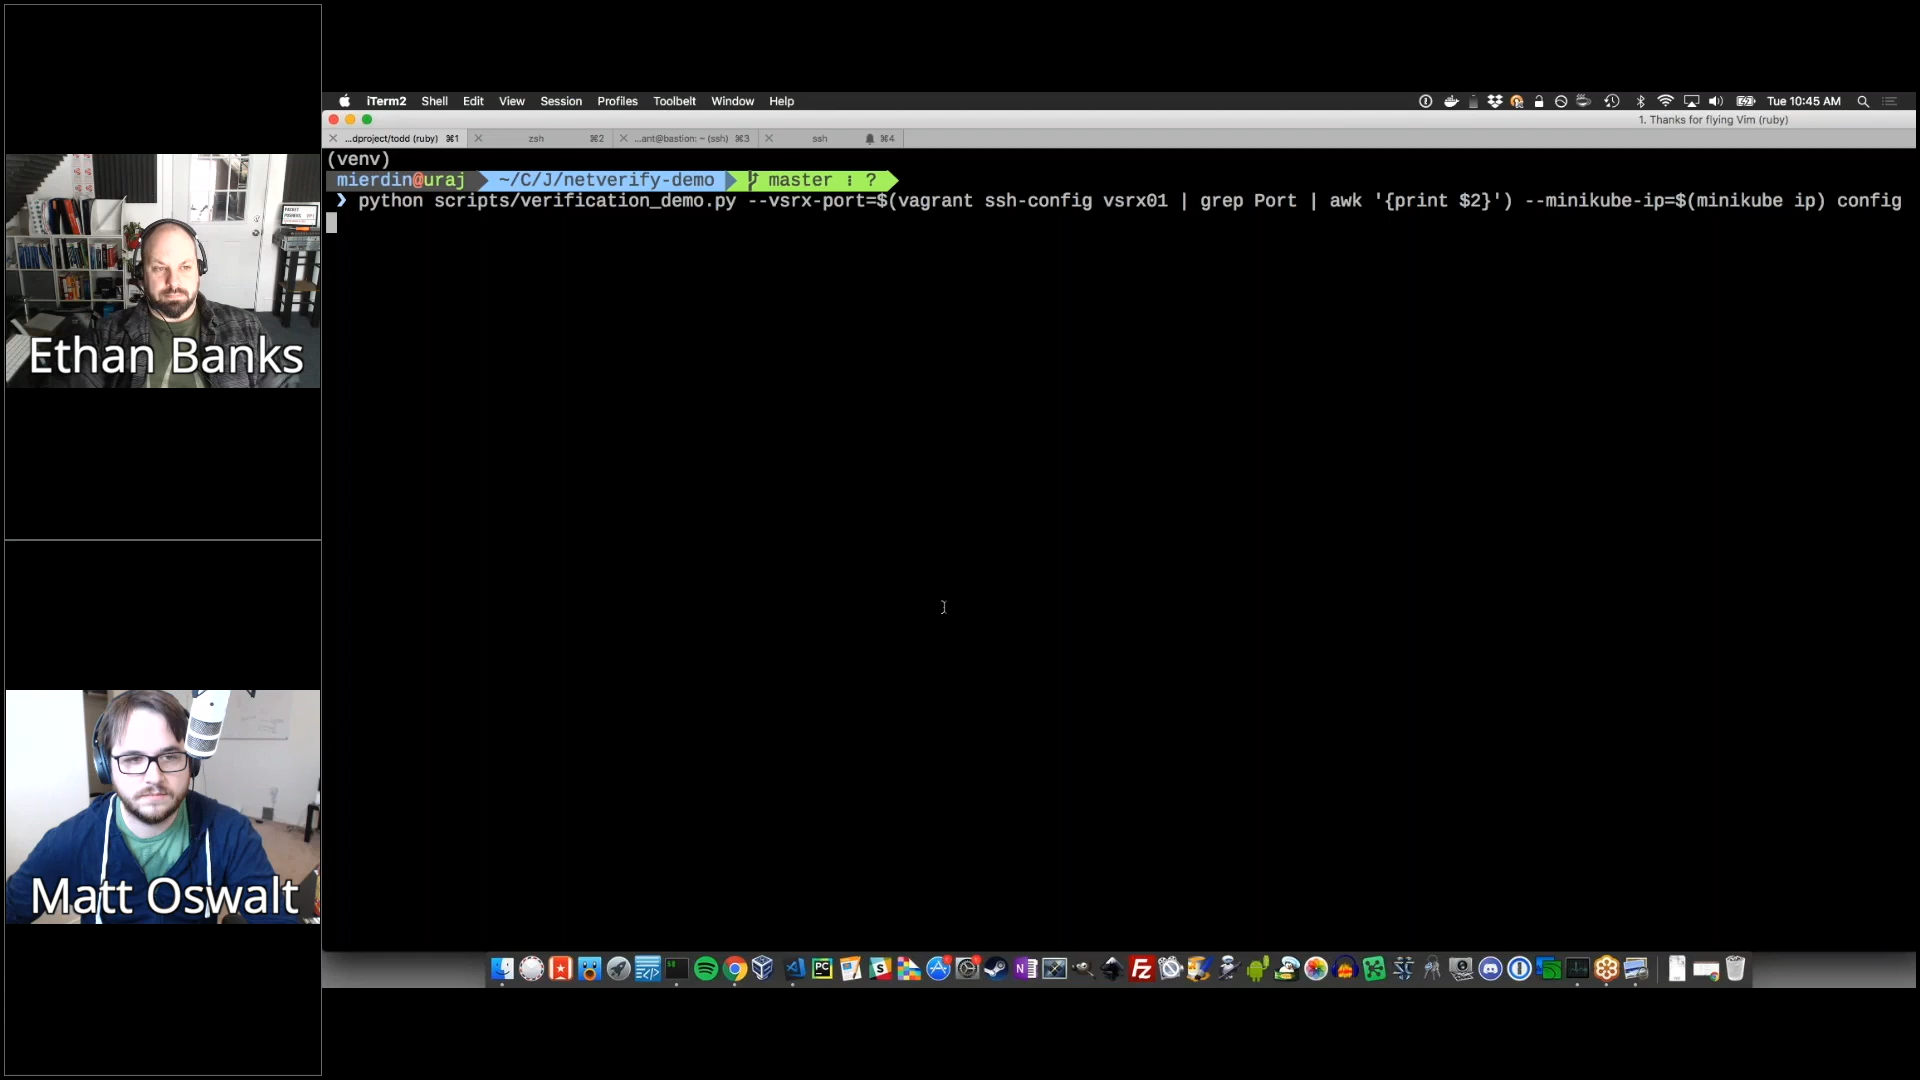 iTerm2 Shell Edit View Session Profiles Toolbelt Window Help Tue 10:45 AM
1. Thanks for flying Vim (ruby)
...dproject/todd (ruby) ⌘1 zsh ⌘2 ...ant@bastion: ~ (ssh) ⌘3 ssh ⌘4
(venv)
mierdin@uraj ~/C/J/netverify-demo master ⋮ ?
❯ python scripts/verification_demo.py --vsrx-port=$(vagrant ssh-config vsrx01 | grep Port | awk '{print $2}') --minikube-ip=$(minikube ip) config
Ethan Banks
Matt Oswalt